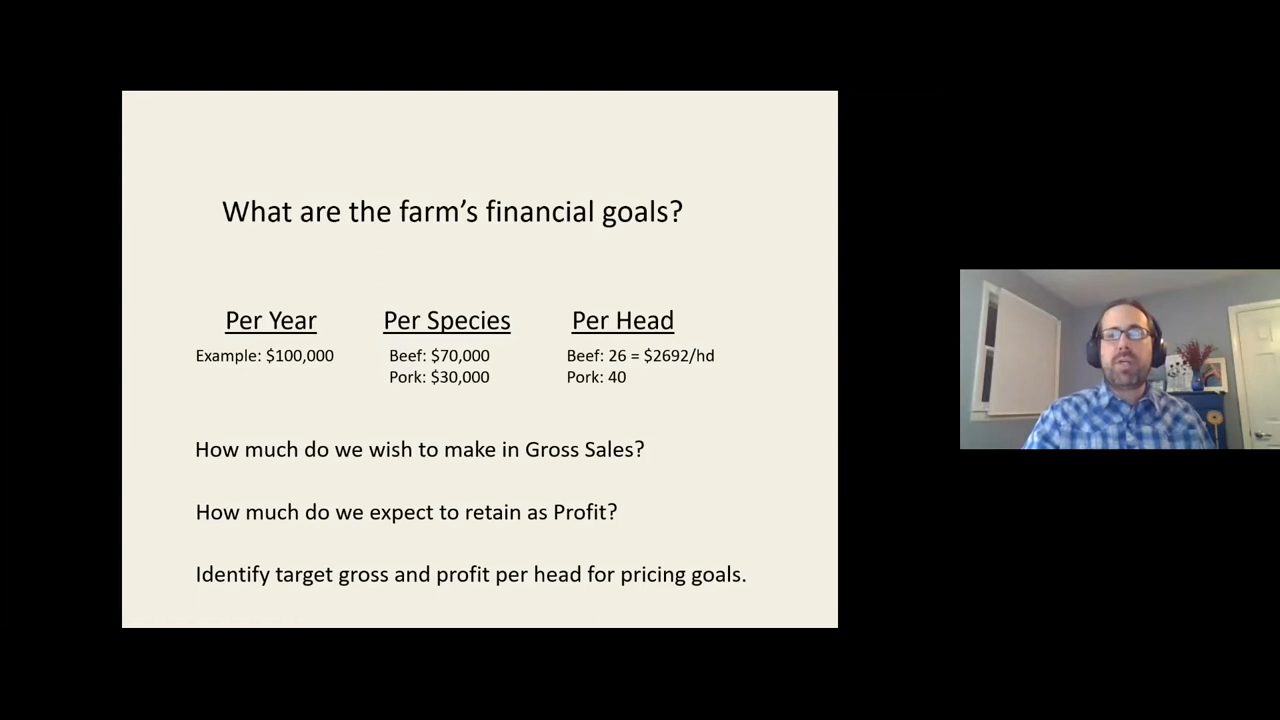 What are the farm's financial goals?
Per Year
Per Species
Per Head
Example: $100,000
Beef: $70,000
Beef: 26 = $2692/hd
Pork: $30,000
Pork: 40
How much do we wish to make in Gross Sales?
How much do we expect to retain as Profit?
Identify target gross and profit per head for pricing goals.